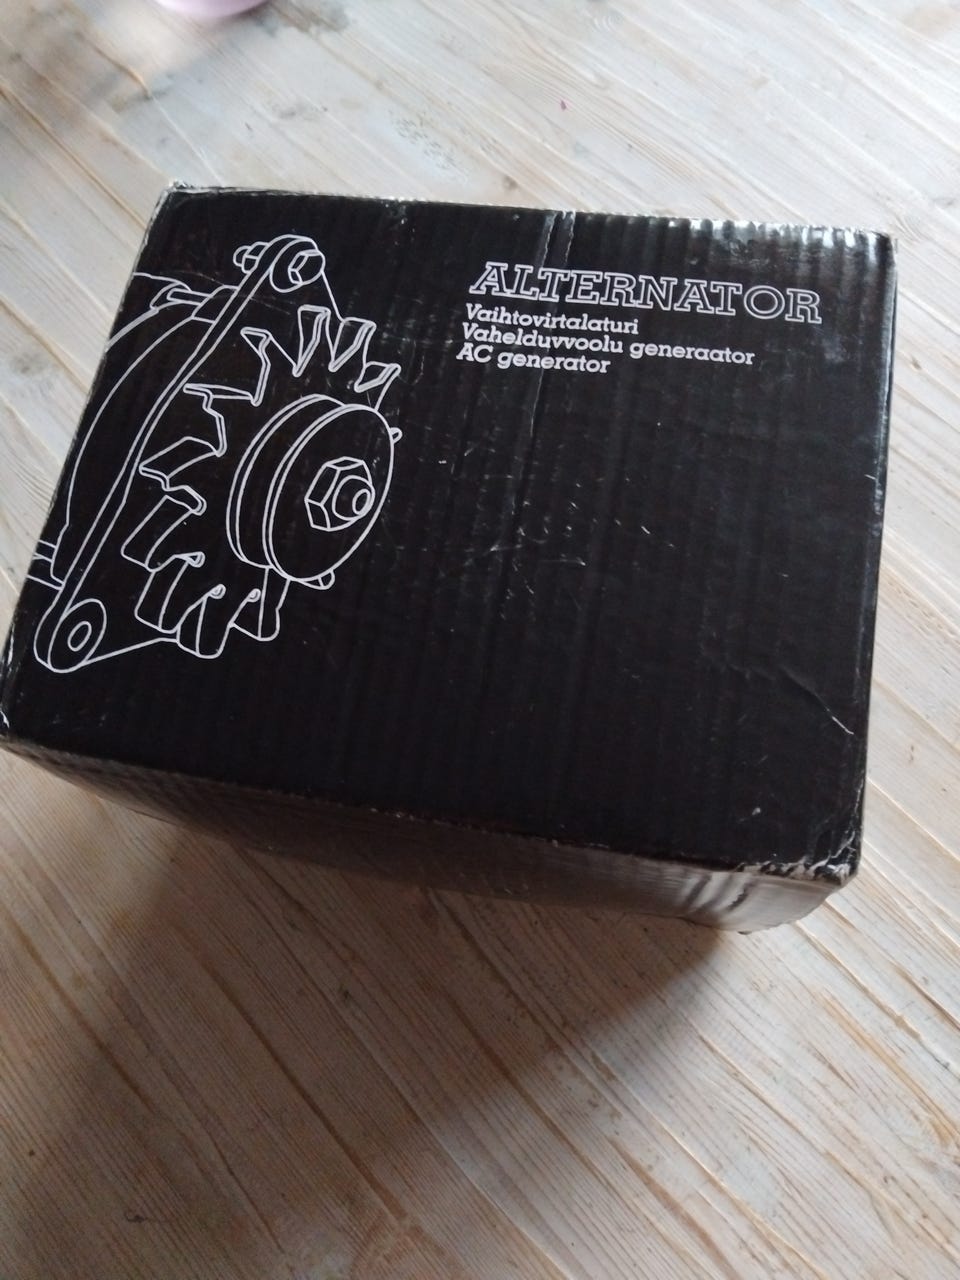 ALTERNATOR
Vaihtovirtalaturi
Vahelduvvoolu generaator
AC generator